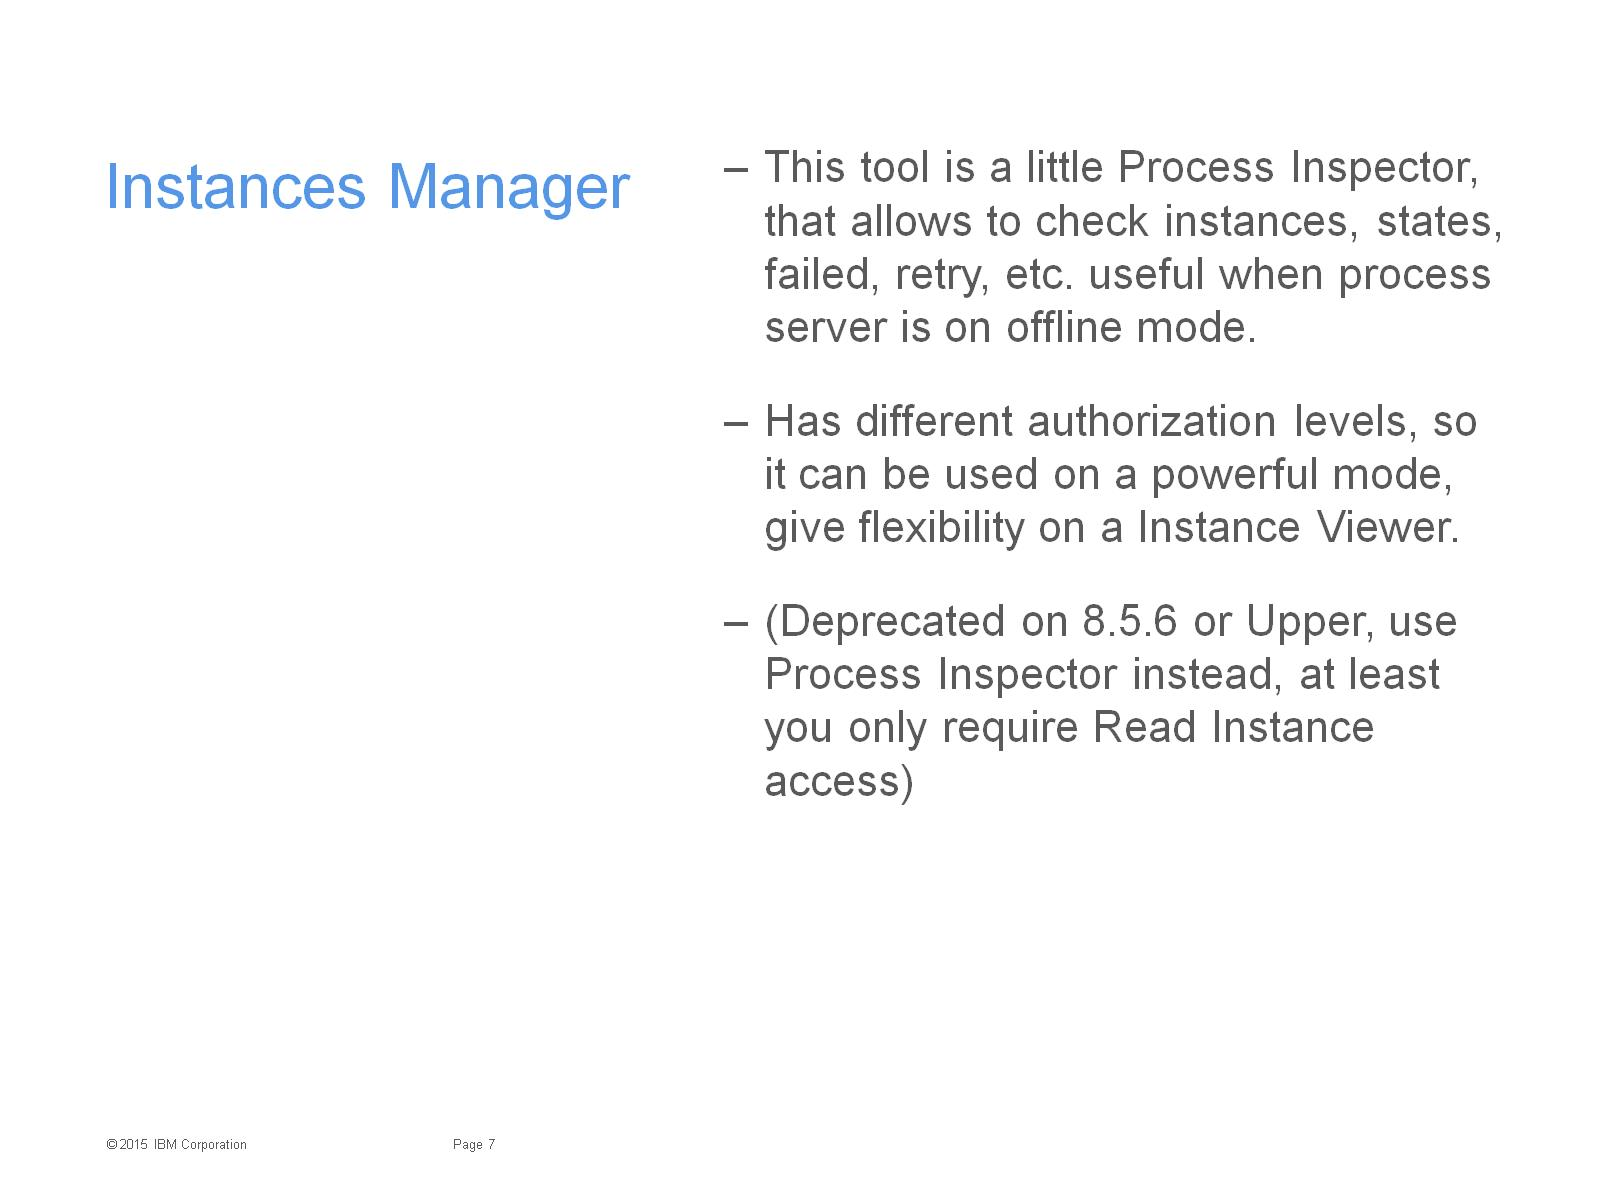 Instances Manager
– This tool is a little Process Inspector,
that allows to check instances, states,
failed, retry, etc. useful when process
server is on offline mode.
– Has different authorization levels, so
it can be used on a powerful mode,
give flexibility on a Instance Viewer.
– (Deprecated on 8.5.6 or Upper, use
Process Inspector instead, at least
you only require Read Instance
access)
©2015 IBM Corporation
Page 7